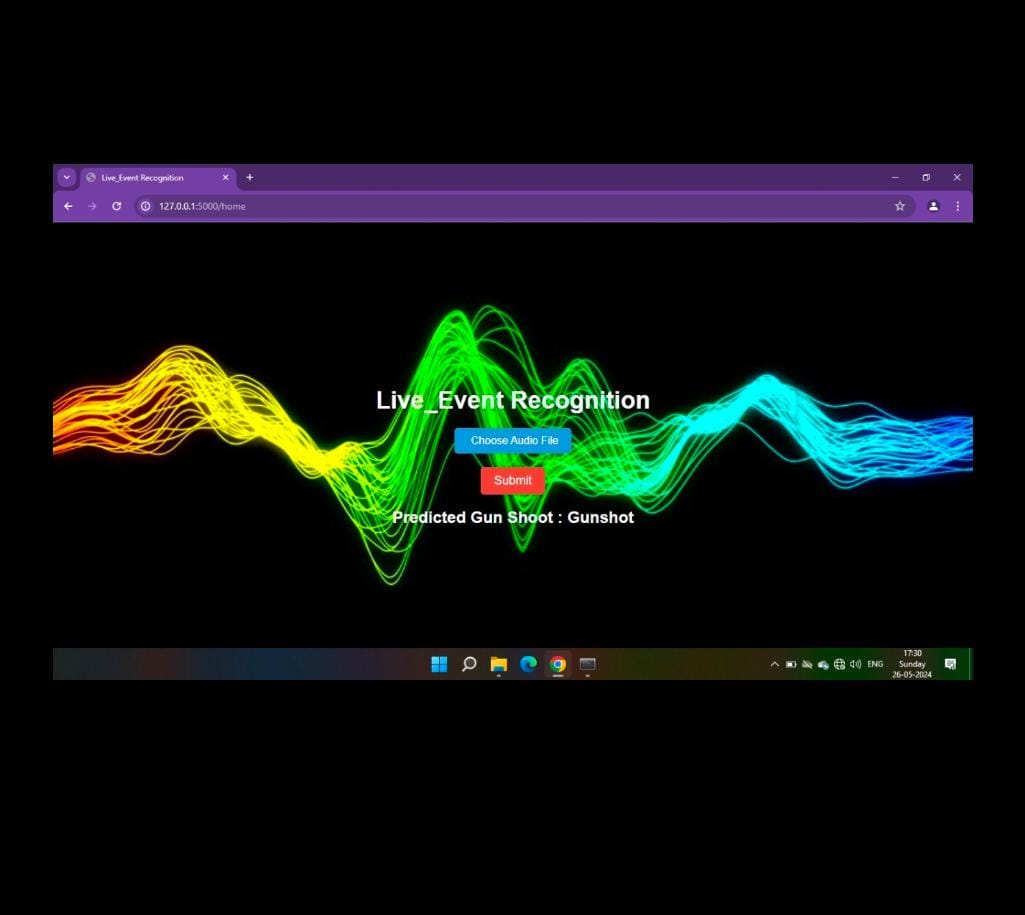 Live_Event Recognition
127.0.0.1:5000/home
Live_Event Recognition
Choose Audio File
Submit
Predicted Gun Shoot : Gunshot
ENG
17:30
Sunday
26-05-2024